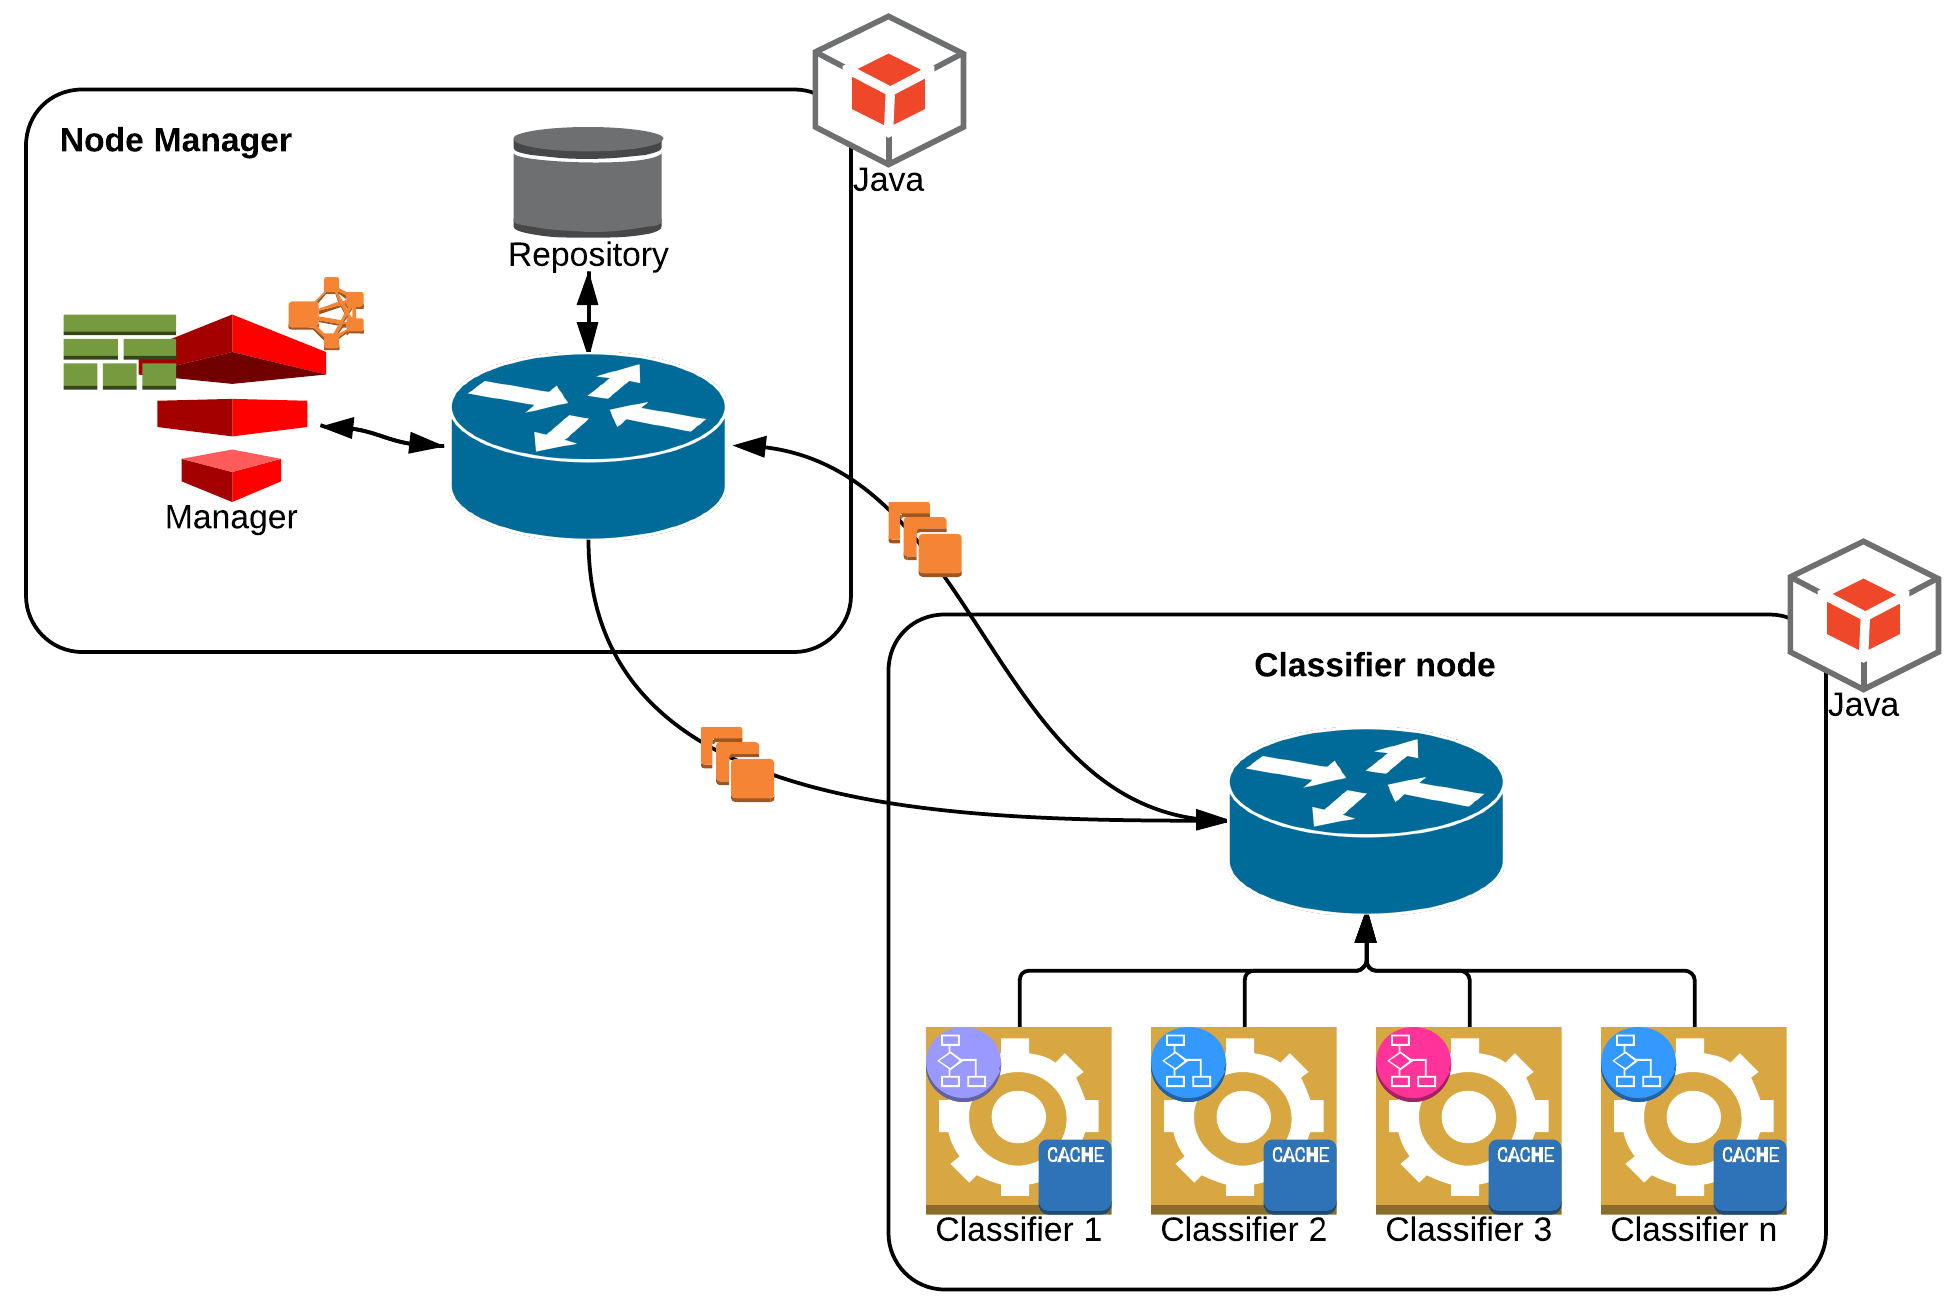 Node Manager
Java
Repository
Manager
Classifier node
Java
CACHE
CACHE
CACHE
CACHE
Classifier 1
Classifier 2
Classifier 3
Classifier n